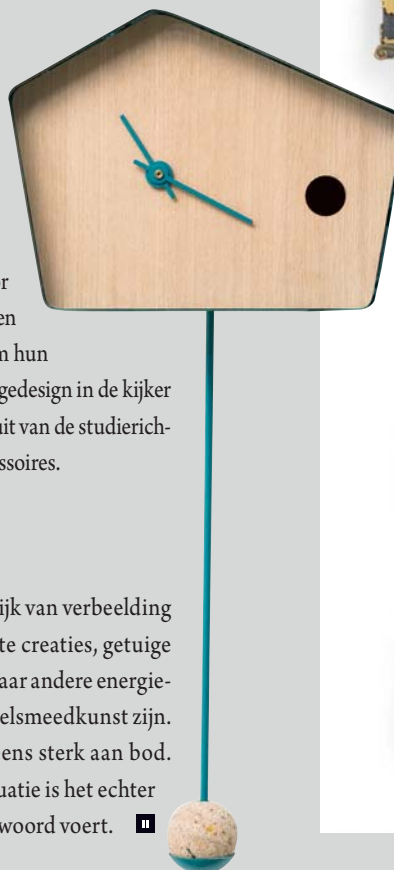 en
n hun
gedesign in de kijker
uit van de studierich-
ssoires.
ijk van verbeelding
te creaties, getuige
aar andere energie-
elsmeedkunst zijn.
ens sterk aan bod.
uatie is het echter
woord voert.